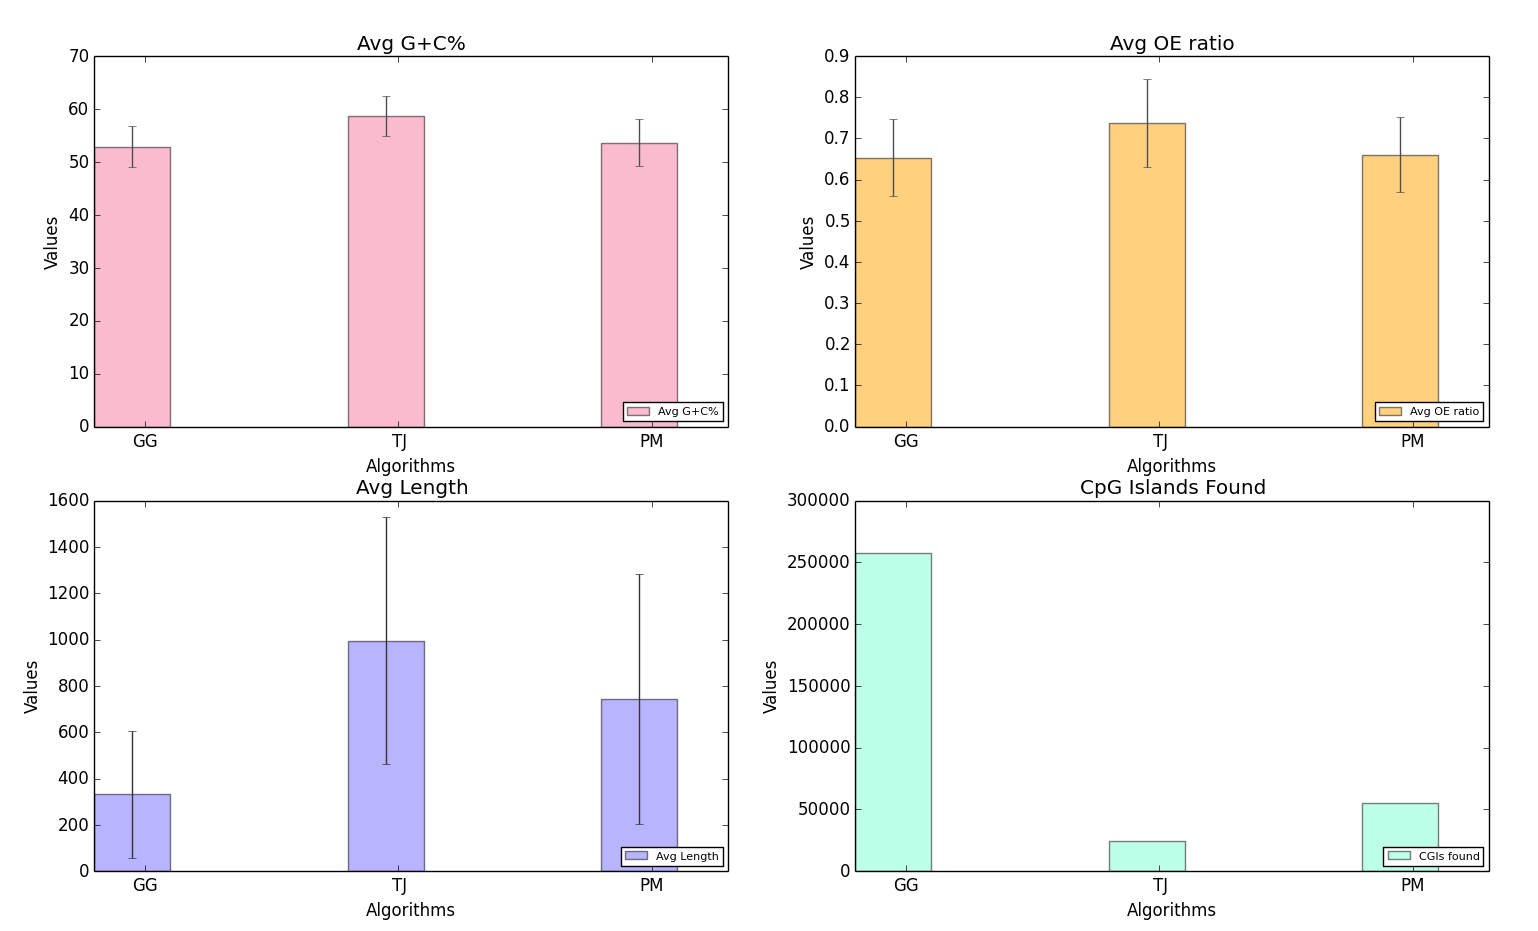 Avg G+C%
70
60
50
40
30
20
10
0
Values
GG TJ PM
Algorithms
Avg G+C%
Avg OE ratio
0.9
0.8
0.7
0.6
0.5
0.4
0.3
0.2
0.1
0.0
Values
GG TJ PM
Algorithms
Avg OE ratio
Avg Length
1600
1400
1200
1000
800
600
400
200
0
Values
GG TJ PM
Algorithms
Avg Length
CpG Islands Found
300000
250000
200000
150000
100000
50000
0
Values
GG TJ PM
Algorithms
CGIs found